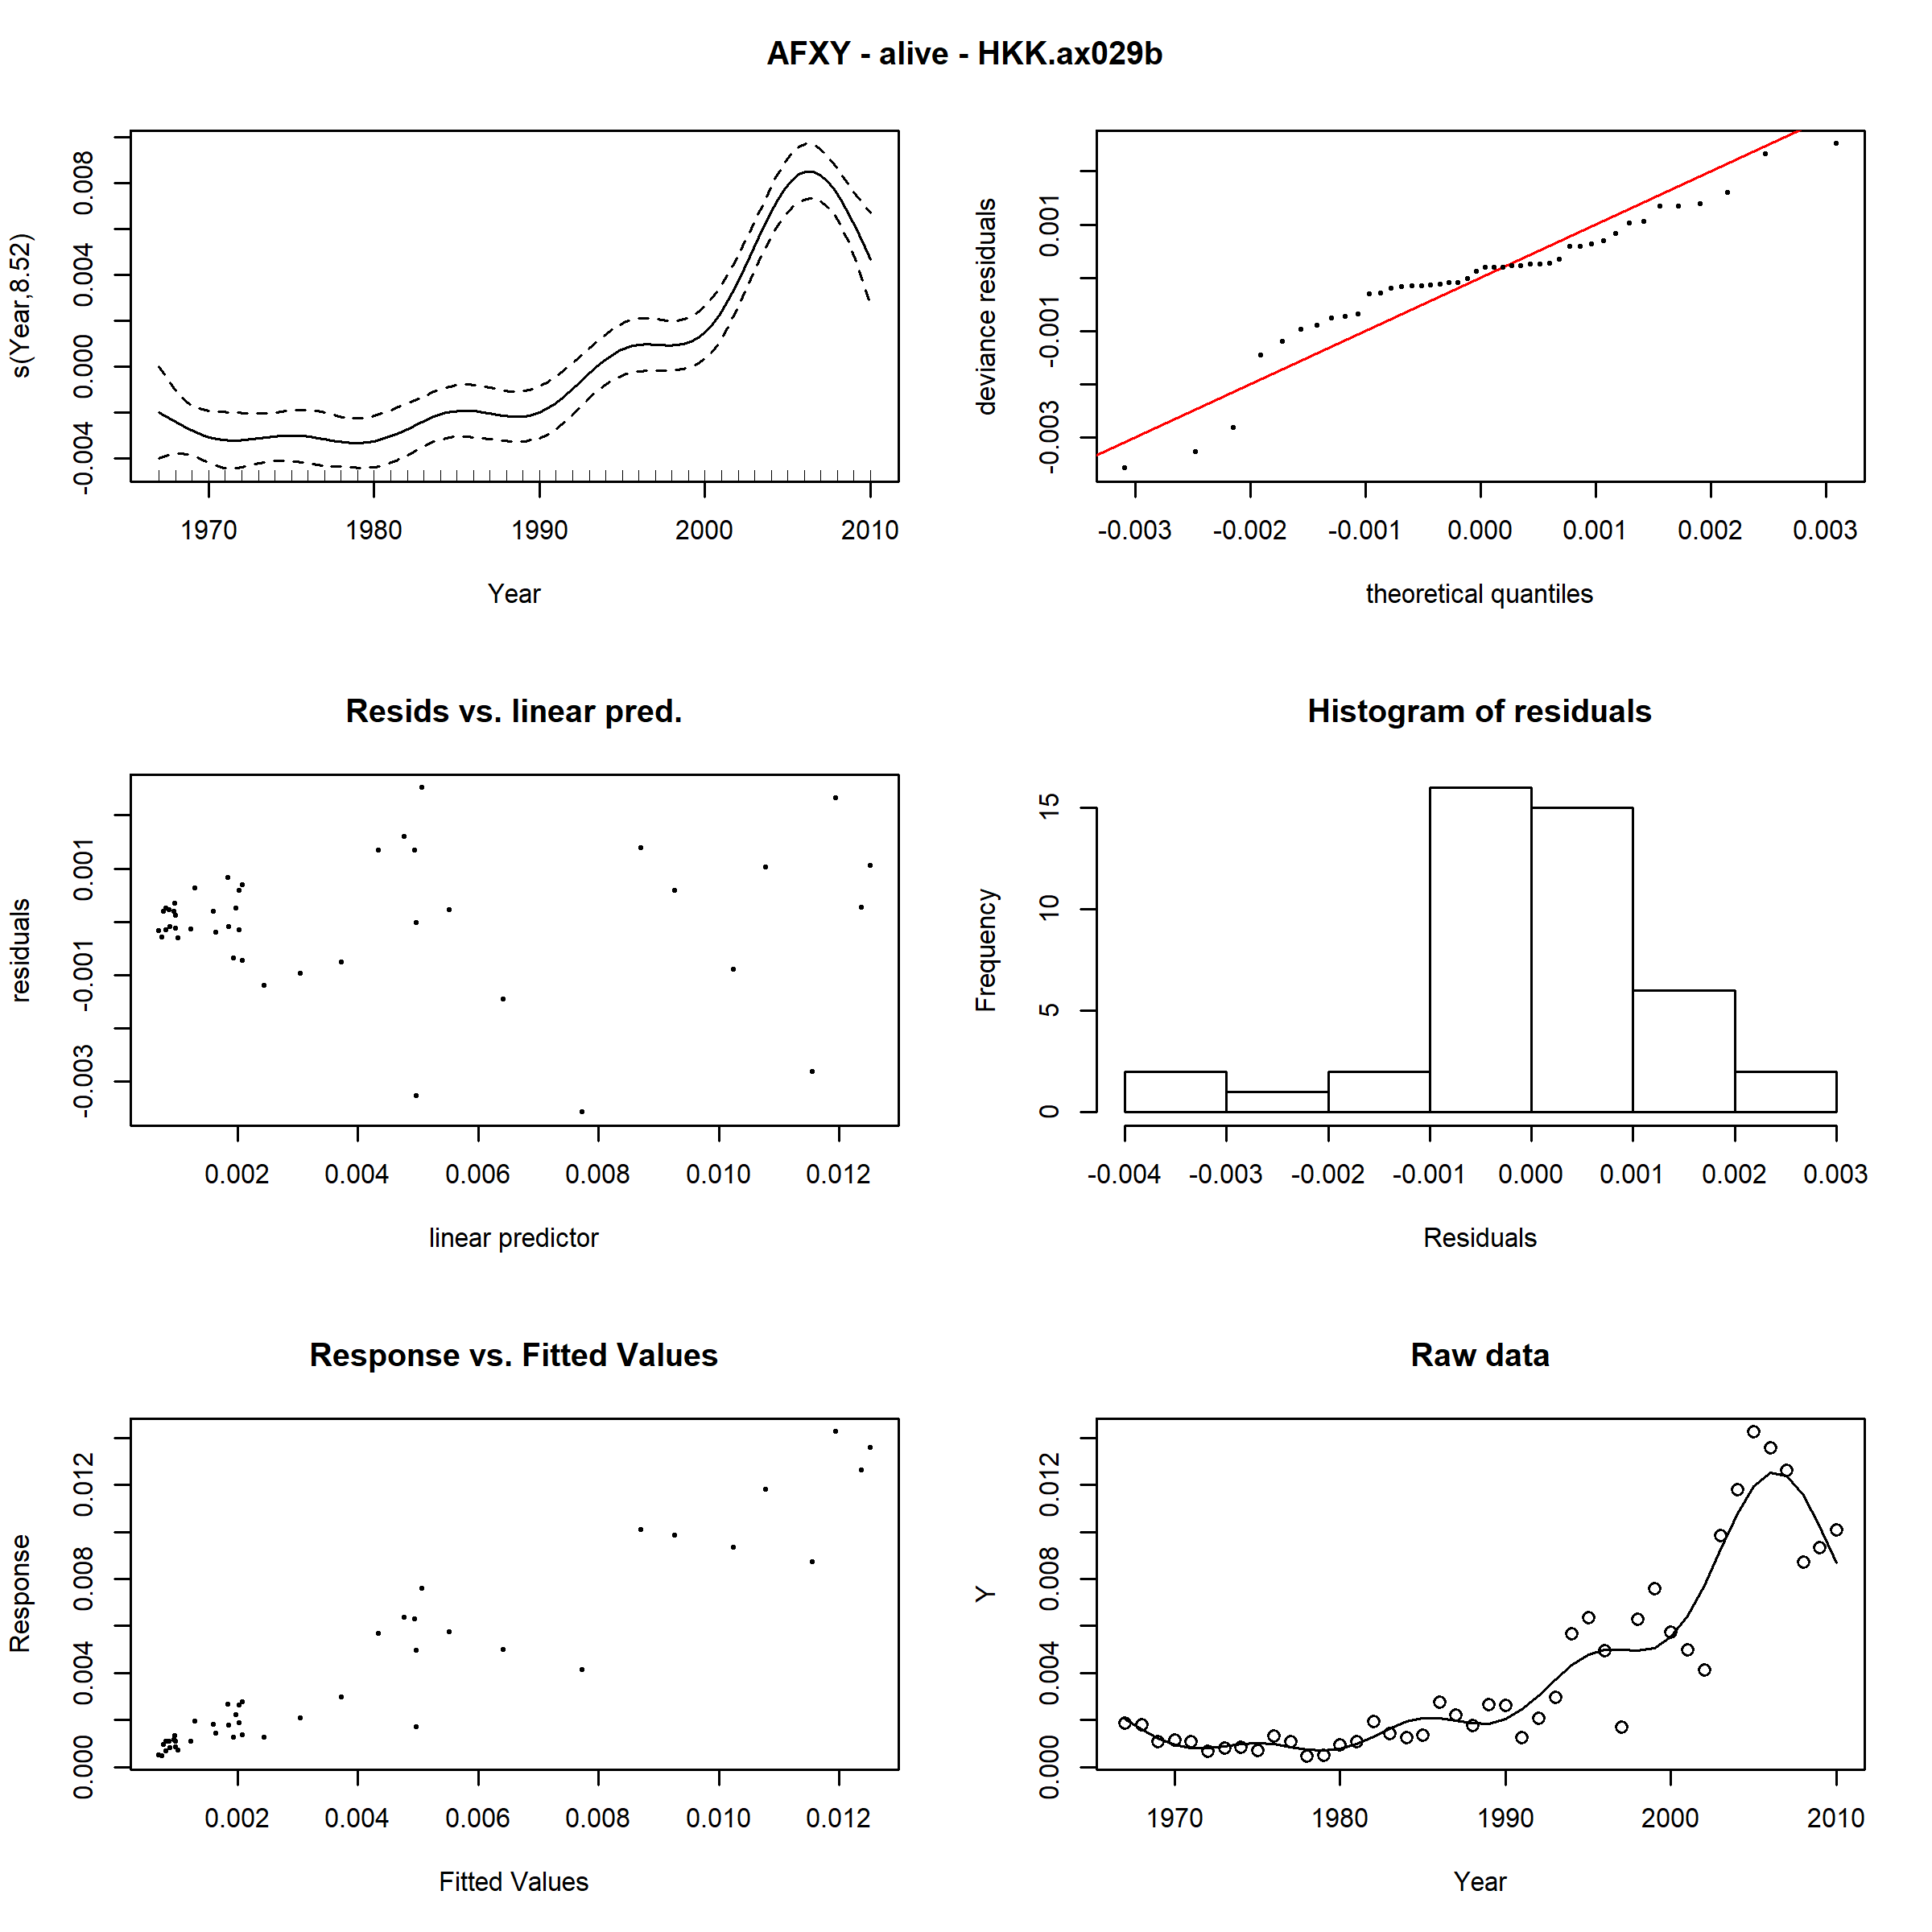 AFXY - alive - HKK.ax029b
s(Year,8.52)
-0.004 0.000 0.004 0.008
1970 1980 1990 2000 2010
Year
deviance residuals
-0.003 -0.001 0.001
-0.003 -0.002 -0.001 0.000 0.001 0.002 0.003
theoretical quantiles
Resids vs. linear pred.
residuals
-0.003 -0.001 0.001
0.002 0.004 0.006 0.008 0.010 0.012
linear predictor
Histogram of residuals
Frequency
0 5 10 15
-0.004 -0.003 -0.002 -0.001 0.000 0.001 0.002 0.003
Residuals
Response vs. Fitted Values
Response
0.000 0.004 0.008 0.012
0.002 0.004 0.006 0.008 0.010 0.012
Fitted Values
Raw data
Y
0.000 0.004 0.008 0.012
1970 1980 1990 2000 2010
Year